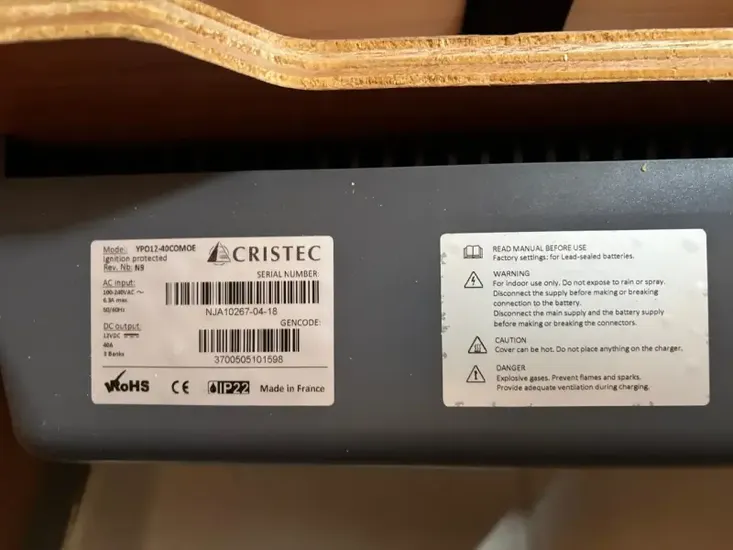 Model: YPO12-40COMOE
Ignition protected
Rev. Nb: N9
CRISTEC
AC input:
100-240VAC ~
6.3A max.
50/60Hz
SERIAL NUMBER:
NJA10267-04-18
DC output:
12VDC
40A
3 Banks
GENCODE:
3700505101598
RoHS
CE
IP22
Made in France
READ MANUAL BEFORE USE
Factory settings: for Lead-sealed batteries.
WARNING
For indoor use only. Do not expose to rain or spray.
Disconnect the supply before making or breaking
connection to the battery.
Disconnect the main supply and the battery supply
before making or breaking the connectors.
CAUTION
Cover can be hot. Do not place anything on the charger.
DANGER
Explosive gases. Prevent flames and sparks.
Provide adequate ventilation during charging.